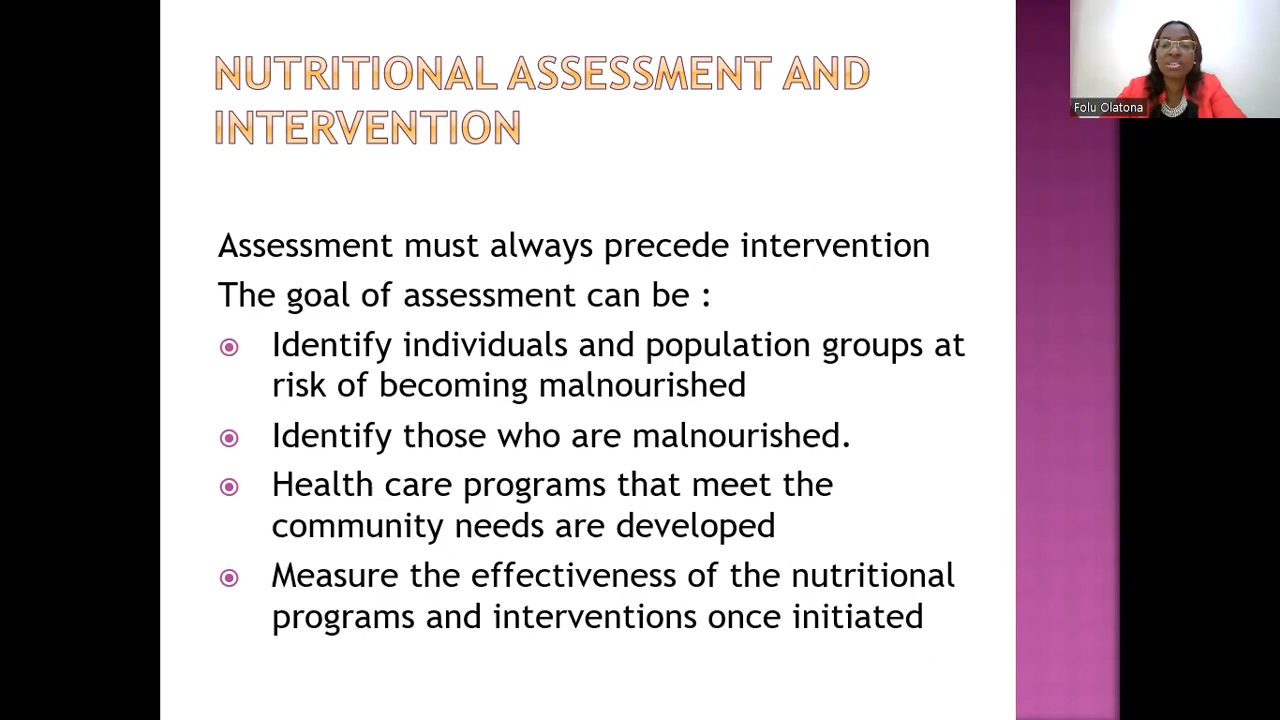 NUTRITIONAL ASSESSMENT AND
INTERVENTION
Folu Olatona
Assessment must always precede intervention
The goal of assessment can be :
Identify individuals and population groups at
risk of becoming malnourished
Identify those who are malnourished.
Health care programs that meet the
community needs are developed
Measure the effectiveness of the nutritional
programs and interventions once initiated